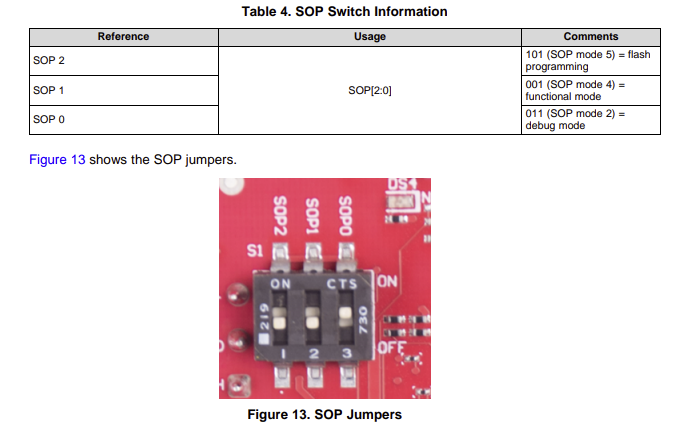 Table 4. SOP Switch Information
Reference Usage Comments
SOP 2 SOP[2:0] 101 (SOP mode 5) = flash
programming
SOP 1 001 (SOP mode 4) =
functional mode
SOP 0 011 (SOP mode 2) =
debug mode
Figure 13 shows the SOP jumpers.
DS4
SOP2 SOP1 SOP0
S1
ON CTS ON
219 730
OFF
1 2 3
Figure 13. SOP Jumpers